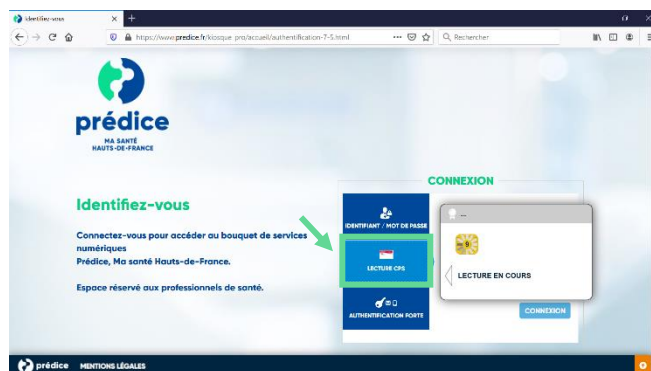 Identifiez-vous
https://www.predice.fr/kiosque_pro/accueil/authentification-7-5.html
Rechercher
prédice
MA SANTÉ
HAUTS-DE-FRANCE
CONNEXION
Identifiez-vous
IDENTIFIANT / MOT DE PASSE
Connectez-vous pour accéder au bouquet de services
numériques
Prédice, Ma santé Hauts-de-France.
LECTURE CPS
LECTURE EN COURS
Espace réservé aux professionnels de santé.
AUTHENTIFICATION FORTE
CONNEXION
prédice MENTIONS LÉGALES